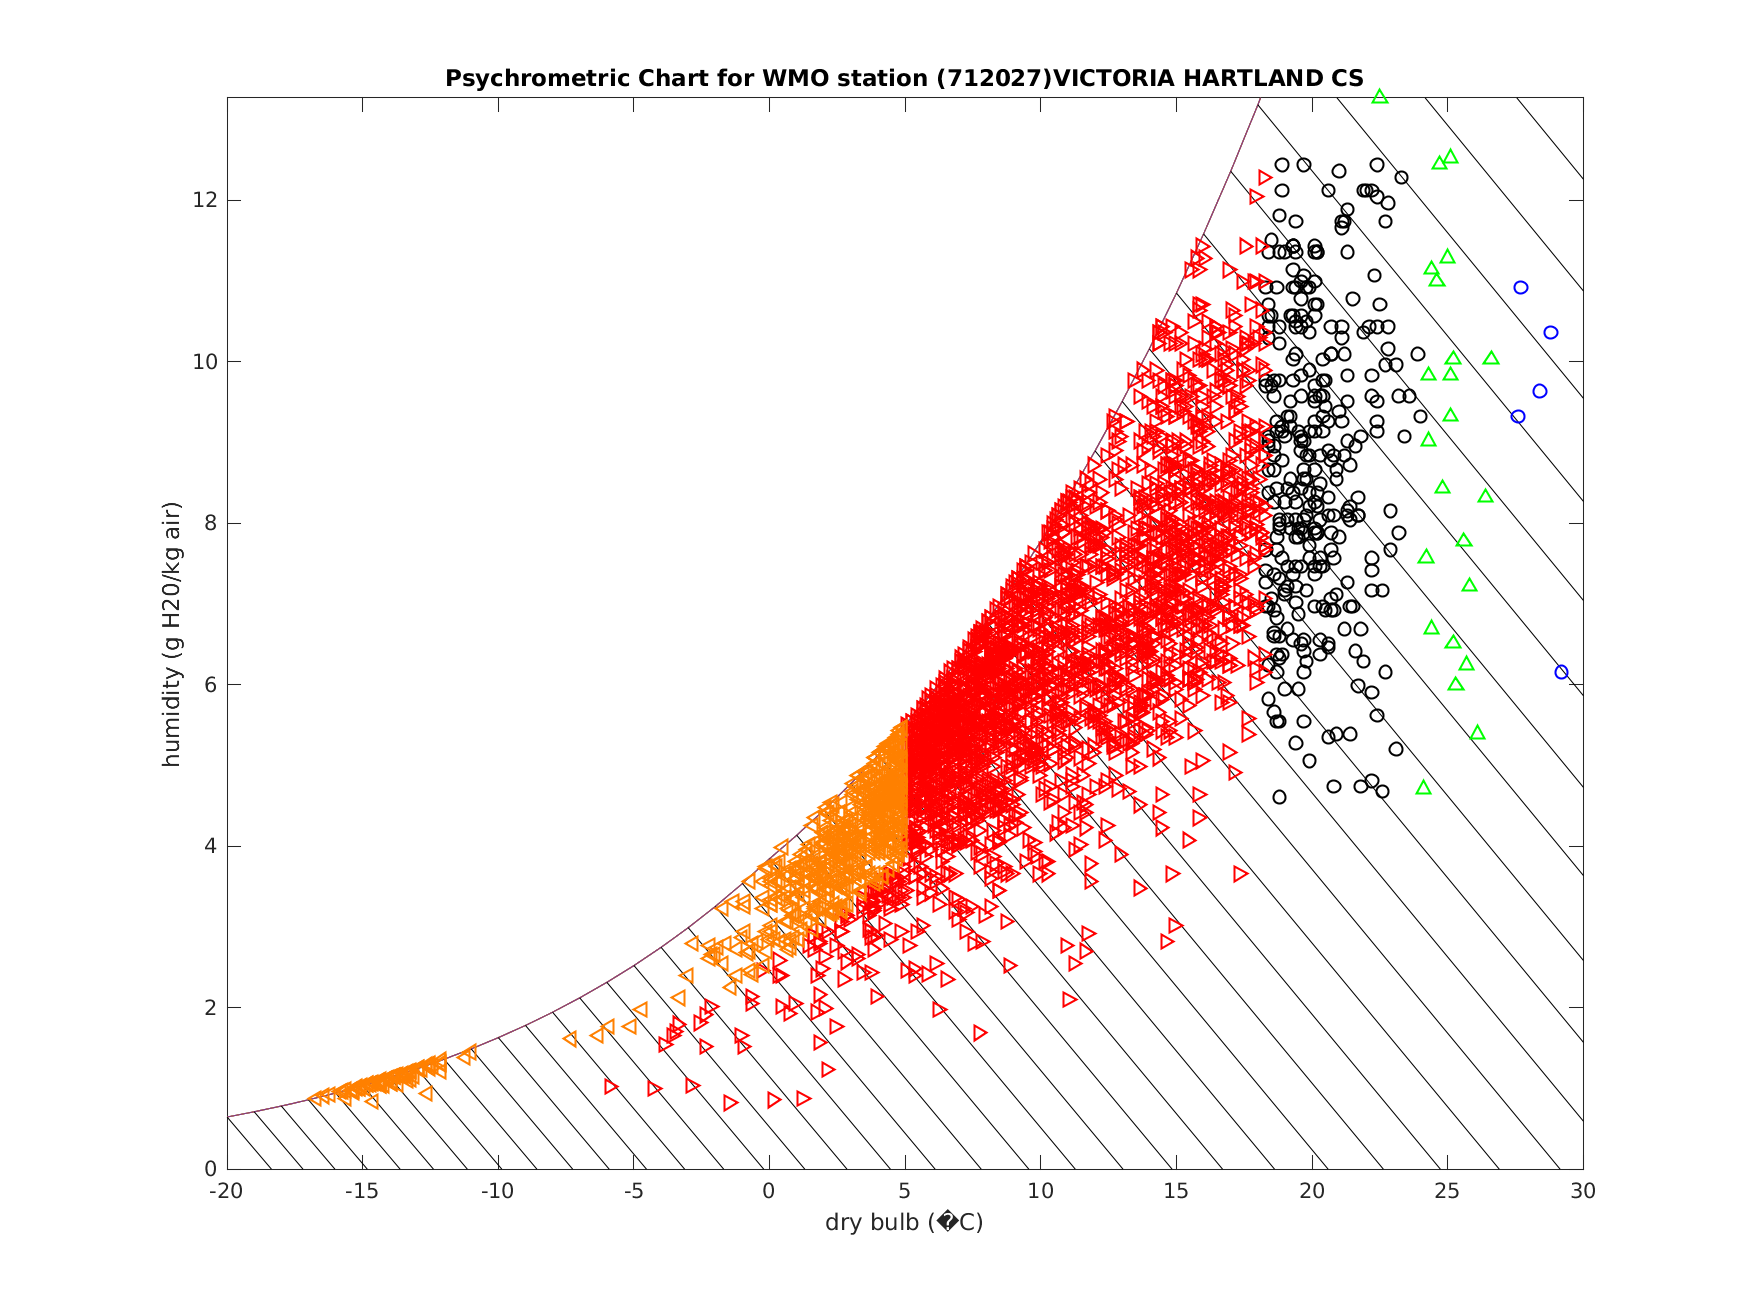 Psychrometric Chart for WMO station (712027)VICTORIA HARTLAND CS
humidity (g H20/kg air)
12
10
8
6
4
2
0
-20 -15 -10 -5 0 5 10 15 20 25 30
dry bulb (�C)